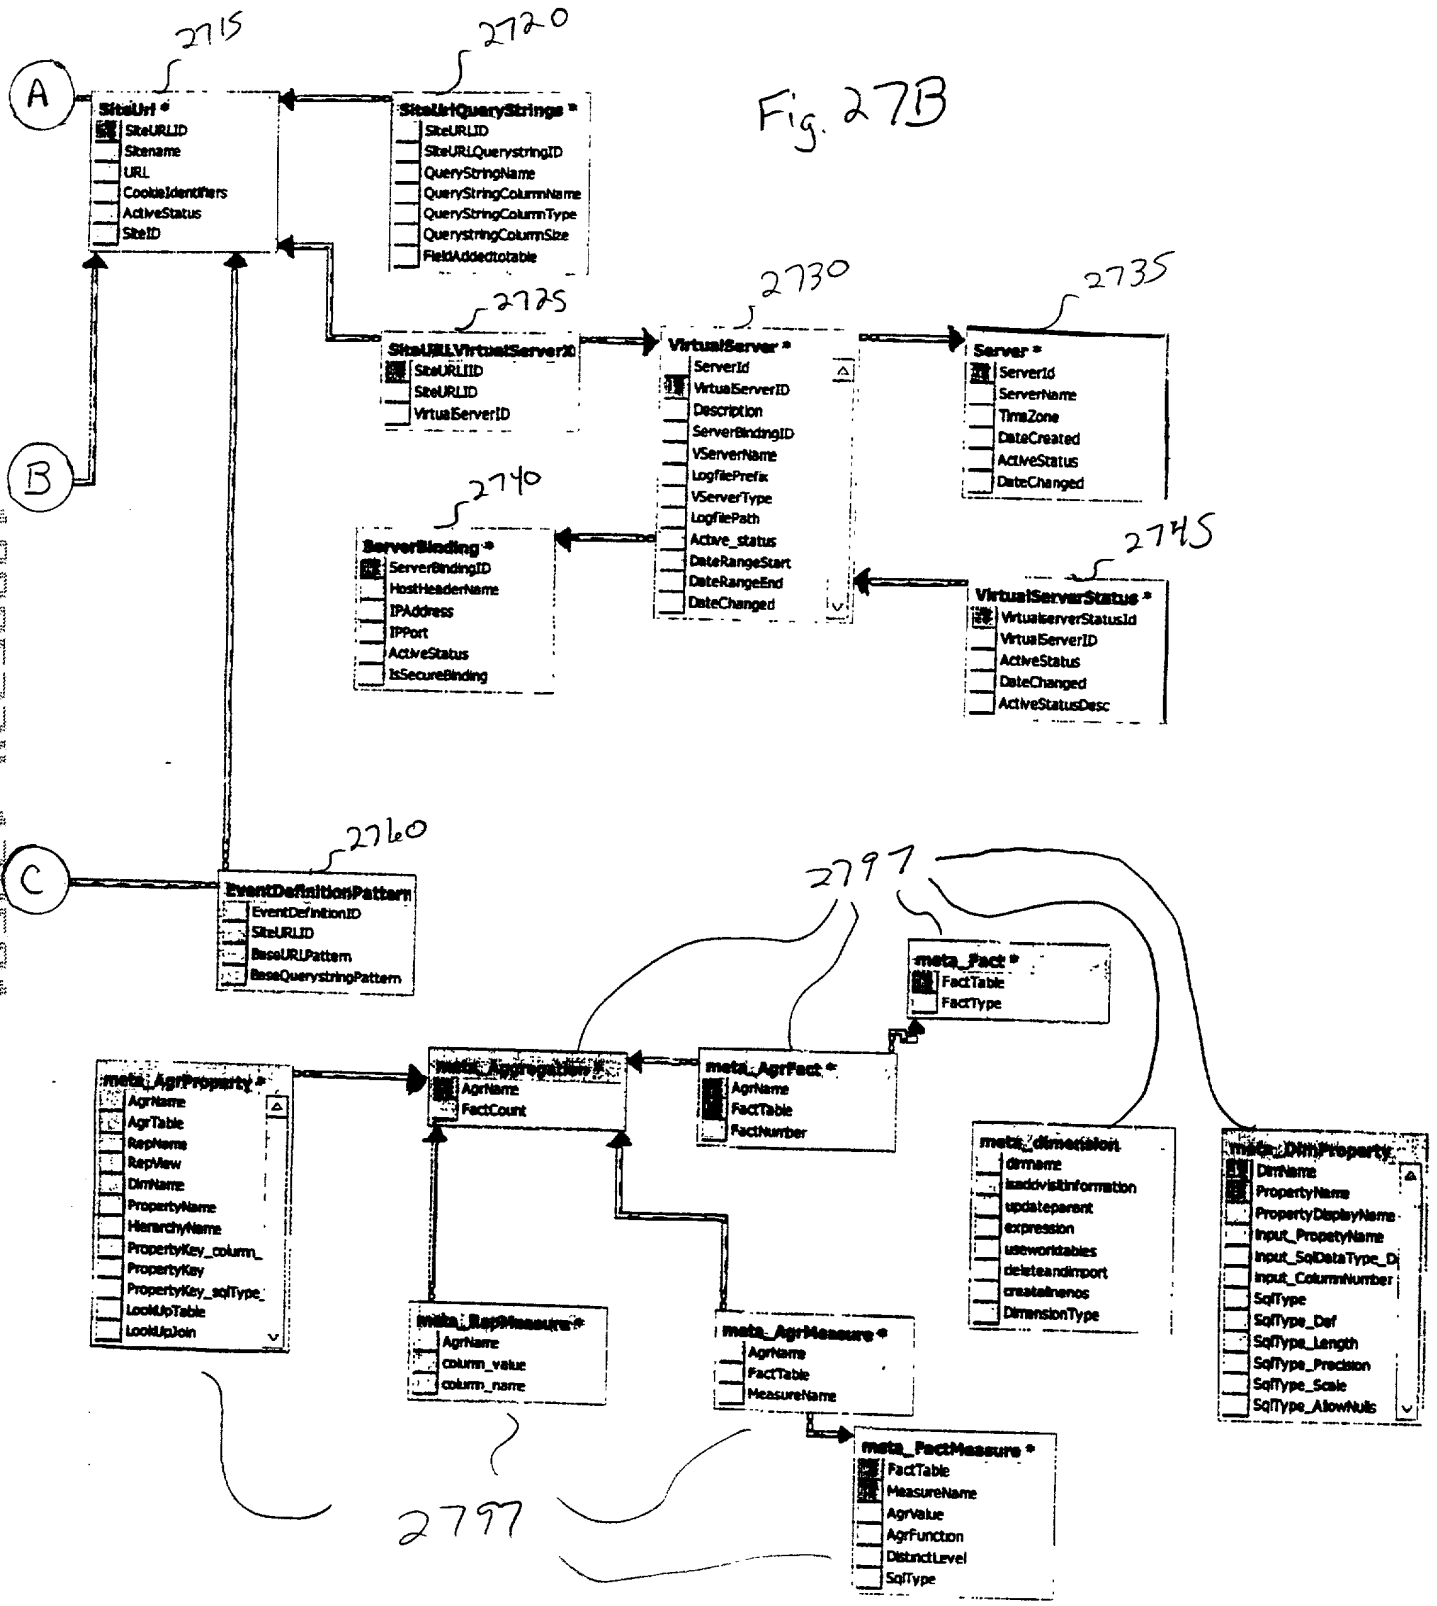 Fig. 27B
2715
2720
A
SiteUrl *
SiteURLID
Sitename
URL
CookieIdentifiers
ActiveStatus
SiteID
SiteUrlQueryStrings *
SiteURLID
SiteURLQuerystringID
QueryStringName
QueryStringColumnName
QueryStringColumnType
QuerystringColumnSize
FieldAddedtotable
2725
SiteURLVirtualServerX
SiteURLIID
SiteURLID
VirtualServerID
2730
VirtualServer *
ServerId
VirtualServerID
Description
ServerBindingID
VServerName
LogfilePrefix
VServerType
LogfilePath
Active_status
DateRangeStart
DateRangeEnd
DateChanged
2735
Server *
ServerId
ServerName
TimeZone
DateCreated
ActiveStatus
DateChanged
B
2740
ServerBinding *
ServerBindingID
HostHeaderName
IPAddress
IPPort
ActiveStatus
IsSecureBinding
2745
VirtualServerStatus *
VirtualserverStatusId
VirtualServerID
ActiveStatus
DateChanged
ActiveStatusDesc
C
2760
EventDefinitionPattern
EventDefinitionID
SiteURLID
BaseURLPattern
BaseQuerystringPattern
2797
meta_Fact *
FactTable
FactType
meta_AgrProperty *
AgrName
AgrTable
RepName
RepView
DimName
PropertyName
HierarchyName
PropertyKey_column_
PropertyKey
PropertyKey_sqlType_
LookUpTable
LookUpJoin
meta_Aggregation *
AgrName
FactCount
meta_AgrFact *
AgrName
FactTable
FactNumber
meta_dimension
dimname
isaddvisitinformation
updateparent
expression
useworktables
deleteandimport
createlinenos
DimensionType
meta_DimProperty
DimName
PropertyName
PropertyDisplayName
Input_PropetyName
Input_SqlDataType_D
Input_ColumnNumber
SqlType
SqlType_Def
SqlType_Length
SqlType_Precision
SqlType_Scale
SqlType_AllowNulls
meta_RepMeasure *
AgrName
column_value
column_name
meta_AgrMeasure *
AgrName
FactTable
MeasureName
meta_FactMeasure *
FactTable
MeasureName
AgrValue
AgrFunction
DistinctLevel
SqlType
2797